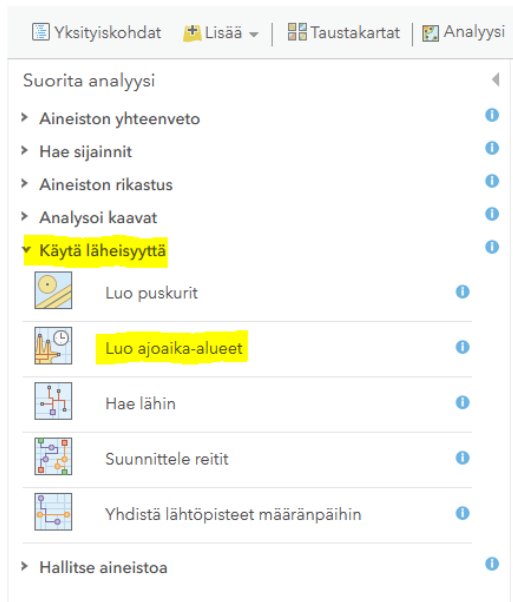 Yksityiskohdat Lisää Taustakartat Analyysi
Suorita analyysi
Aineiston yhteenveto
Hae sijainnit
Aineiston rikastus
Analysoi kaavat
Käytä läheisyyttä
Luo puskurit
Luo ajoaika-alueet
Hae lähin
Suunnittele reitit
Yhdistä lähtöpisteet määränpäihin
Hallitse aineistoa